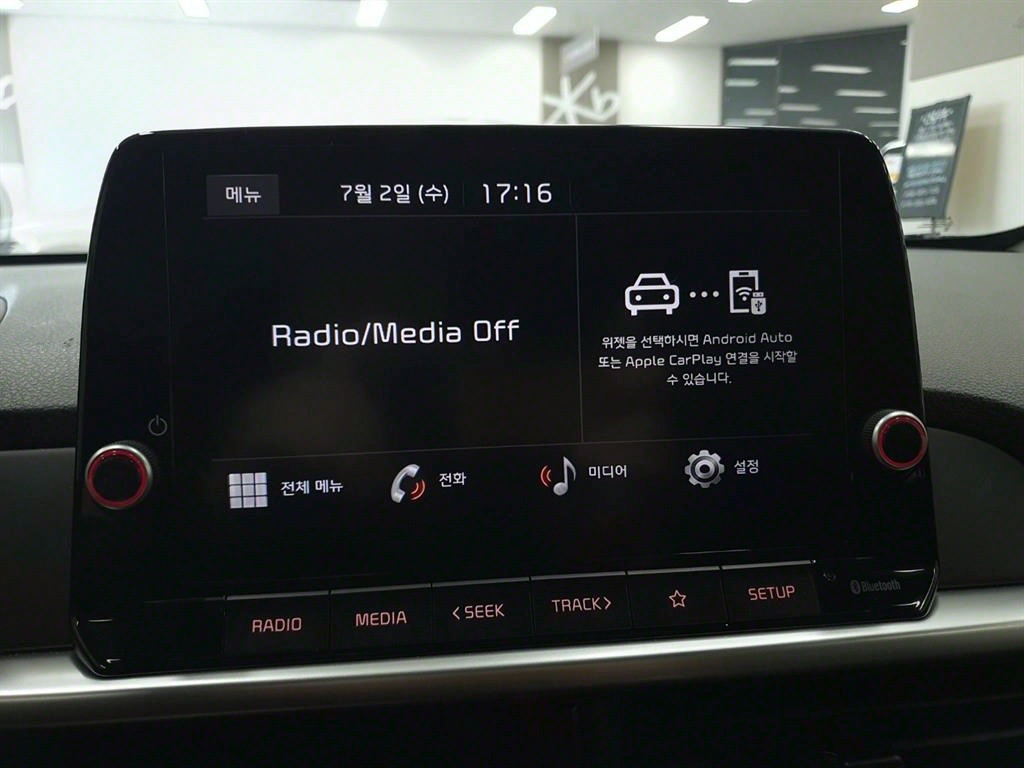 메뉴 7월 2일 (수) 17:16
Radio/Media Off
위젯을 선택하시면 Android Auto
또는 Apple CarPlay 연결을 시작할
수 있습니다.
전체 메뉴 전화 미디어 설정
RADIO MEDIA <SEEK TRACK> SETUP
Bluetooth
Kb